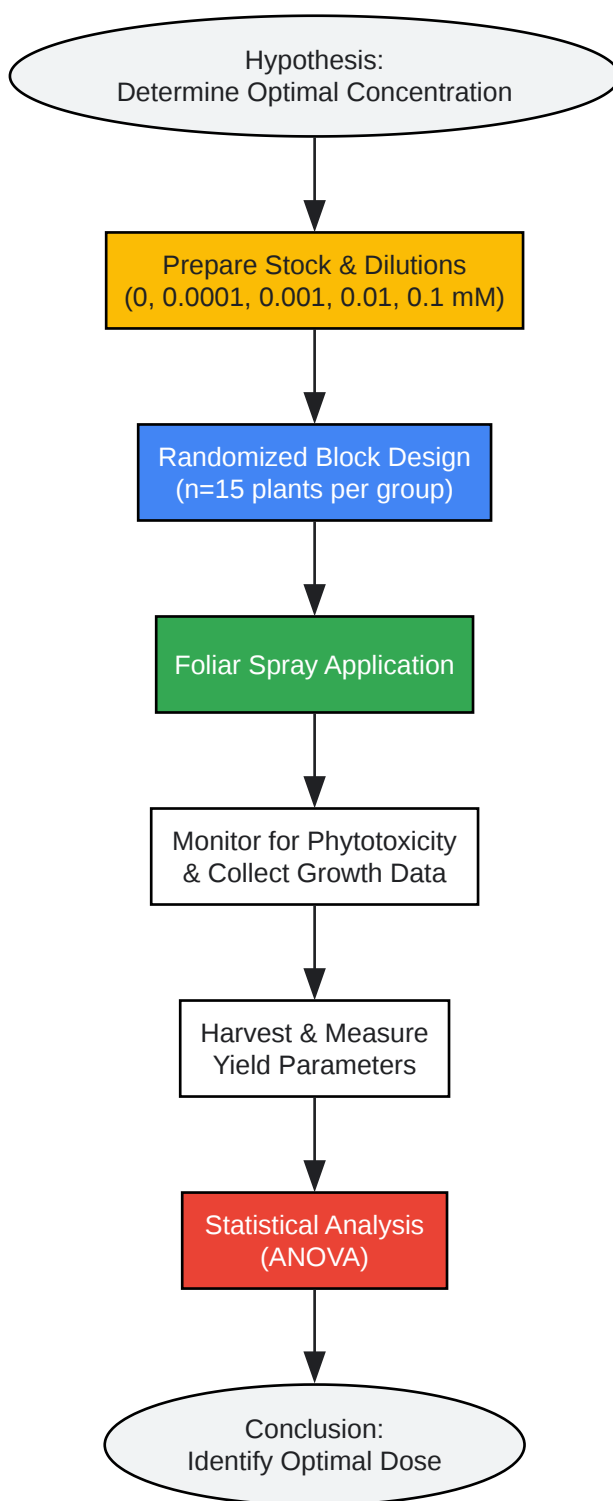 Hypothesis:
Determine Optimal Concentration
Prepare Stock & Dilutions
(0, 0.0001, 0.001, 0.01, 0.1 mM)
Randomized Block Design
(n=15 plants per group)
Foliar Spray Application
Monitor for Phytotoxicity
& Collect Growth Data
Harvest & Measure
Yield Parameters
Statistical Analysis
(ANOVA)
Conclusion:
Identify Optimal Dose